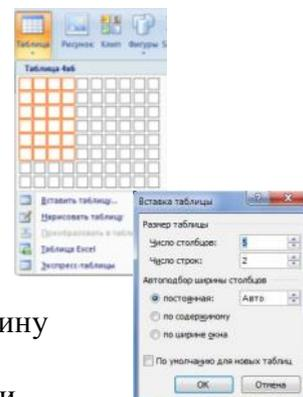 Таблица Рисунок Клип Фигуры
Таблица 4x6
Вставить таблицу...
Нарисовать таблицу
Преобразовать в табл
Таблица Excel
Экспресс-таблицы
Вставка таблицы
Размер таблицы
Число столбцов: 5
Число строк: 2
Автоподбор ширины столбцов
постоянная: Авто
по содержимому
по ширине окна
По умолчанию для новых таблиц
ОК Отмена
ину
и